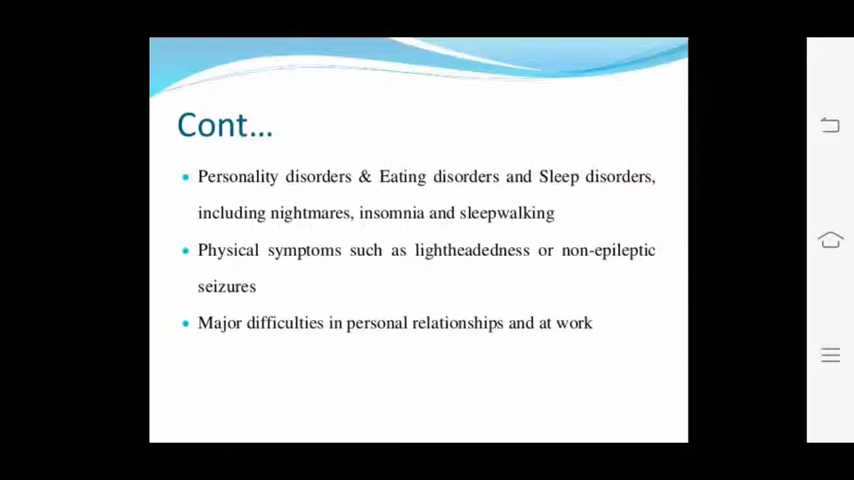 Cont...
Personality disorders & Eating disorders and Sleep disorders,
including nightmares, insomnia and sleepwalking
Physical symptoms such as lightheadedness or non-epileptic
seizures
Major difficulties in personal relationships and at work